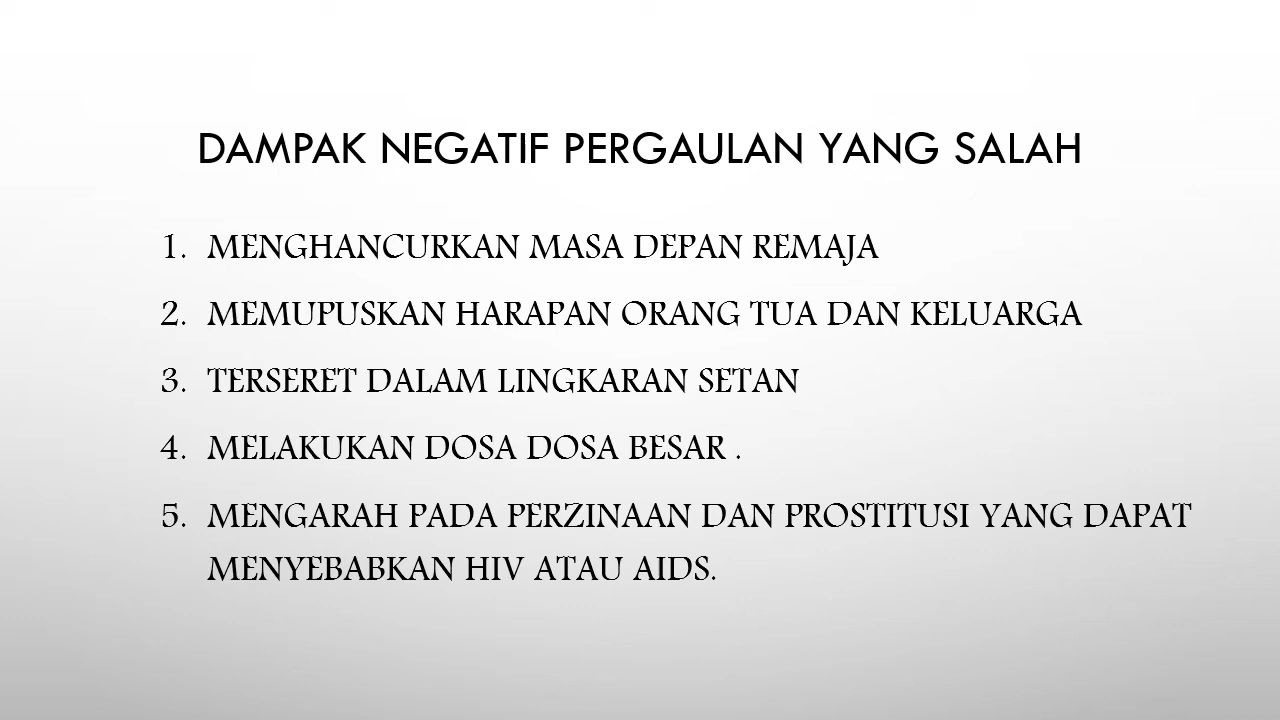 DAMPAK NEGATIF PERGAULAN YANG SALAH
1. MENGHANCURKAN MASA DEPAN REMAJA
2. MEMUPUSKAN HARAPAN ORANG TUA DAN KELUARGA
3. TERSERET DALAM LINGKARAN SETAN
4. MELAKUKAN DOSA DOSA BESAR .
5. MENGARAH PADA PERZINAAN DAN PROSTITUSI YANG DAPAT
MENYEBABKAN HIV ATAU AIDS.